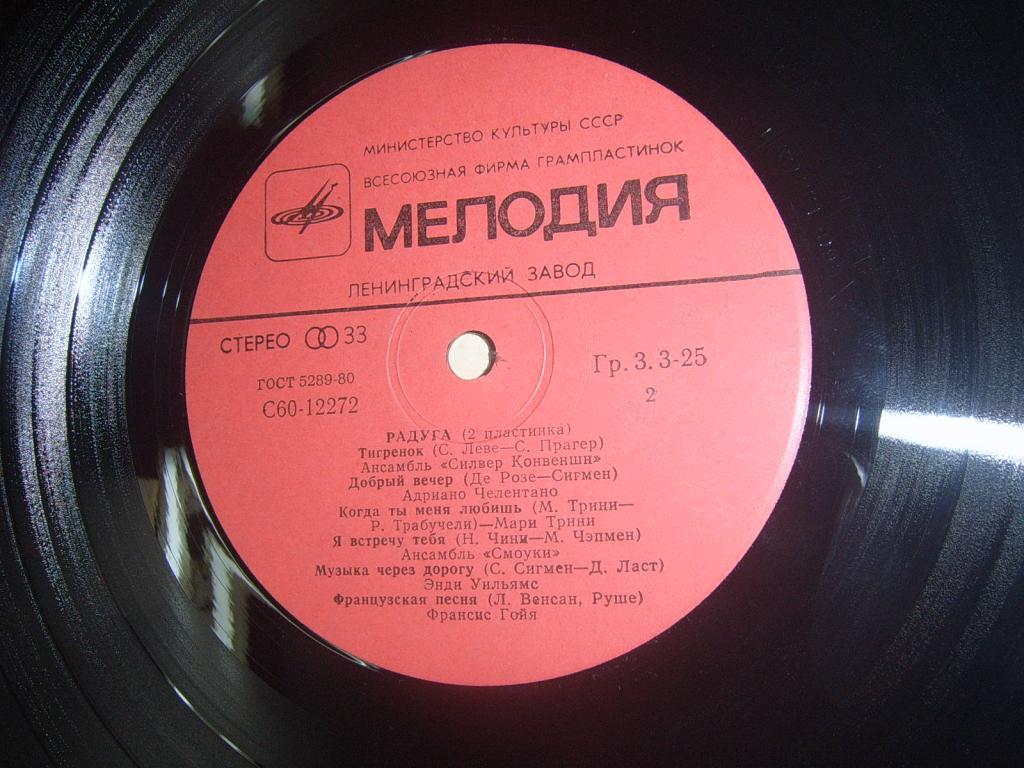 МИНИСТЕРСТВО КУЛЬТУРЫ СССР
ВСЕСОЮЗНАЯ ФИРМА ГРАМПЛАСТИНОК
МЕЛОДИЯ
ЛЕНИНГРАДСКИЙ ЗАВОД
СТЕРЕО 33
ГОСТ 5289-80
С60-12272
Гр. 3. 3-25
2
РАДУГА (2 пластинка)
Тигренок (С. Леве—С. Прагер)
Ансамбль «Силвер Конвеншн»
Добрый вечер (Де Розе—Сигмен)
Адриано Челентано
Когда ты меня любишь (М. Трини—
Р. Трабучели)—Мари Трини
Я встречу тебя (Н. Чинн—М. Чэпмен)
Ансамбль «Смоуки»
Музыка через дорогу (С. Сигмен—Д. Ласт)
Энди Уильямс
Французская песня (Л. Венсан, Руше)
Франсис Гойя